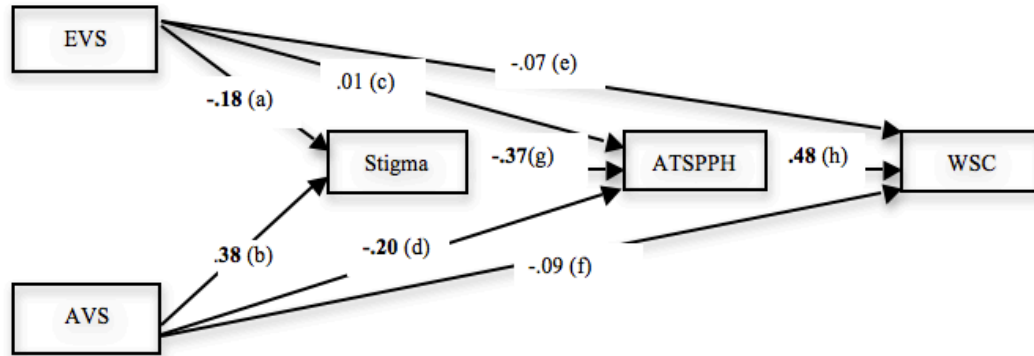 EVS
-.07 (e)
.01 (c)
-.18 (a)
Stigma
-.37(g)
ATSPPH
.48 (h)
WSC
.38 (b)
-.20 (d)
-.09 (f)
AVS